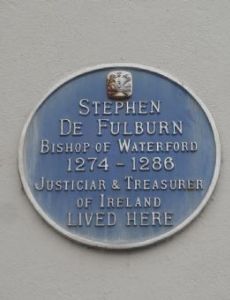 STEPHEN
DE FULBURN
BISHOP OF WATERFORD
1274 - 1286
JUSTICIAR & TREASURER
OF IRELAND
LIVED HERE